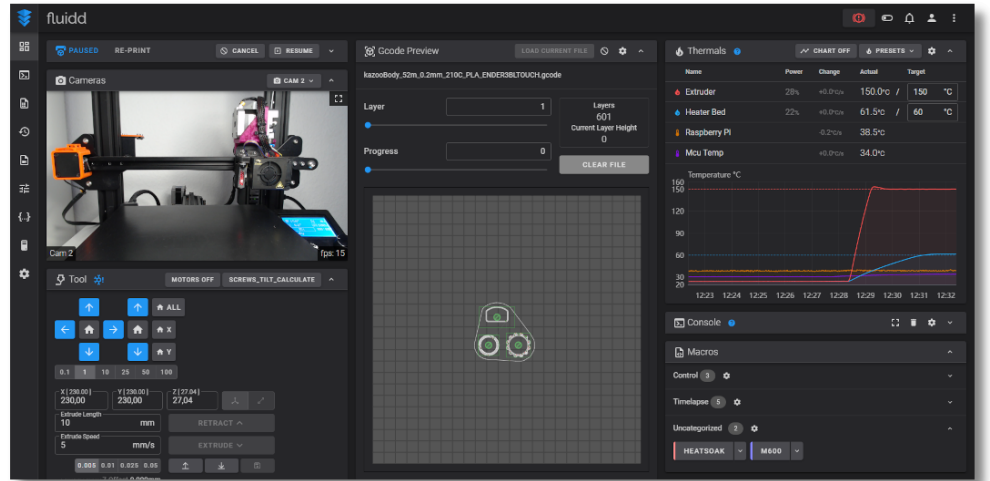 fluidd
PAUSED RE-PRINT CANCEL RESUME
Cameras CAM 2
Cam 2 fps: 15
Tool MOTORS OFF SCREWS_TILT_CALCULATE
ALL
X
Y
0.1 1 10 25 50 100
X [ 230.00 ] Y [ 230.00 ] Z [ 27.04 ]
230,00 230,00 27,04
Extrude Length
10 mm RETRACT
Extrude Speed
5 mm/s EXTRUDE
0.005 0.01 0.025 0.05
Z Offset 0.000mm
Gcode Preview LOAD CURRENT FILE
kazooBody_52m_0.2mm_210C_PLA_ENDER3BLTOUCH.gcode
Layer 1
Progress 0
Layers
601
Current Layer Height
0
CLEAR FILE
Thermals CHART OFF PRESETS
Name Power Change Actual Target
Extruder 28% +0.0°C/s 150.0°C / 150 °C
Heater Bed 22% +0.0°C/s 61.5°C / 60 °C
Raspberry Pi -0.2°C/s 38.5°C
Mcu Temp +0.0°C/s 34.0°C
Temperature °C
160
150
120
90
60
30
20
12:23 12:24 12:25 12:26 12:27 12:28 12:29 12:30 12:31 12:32
Console
Macros
Control 3
Timelapse 5
Uncategorized 2
HEATSOAK M600